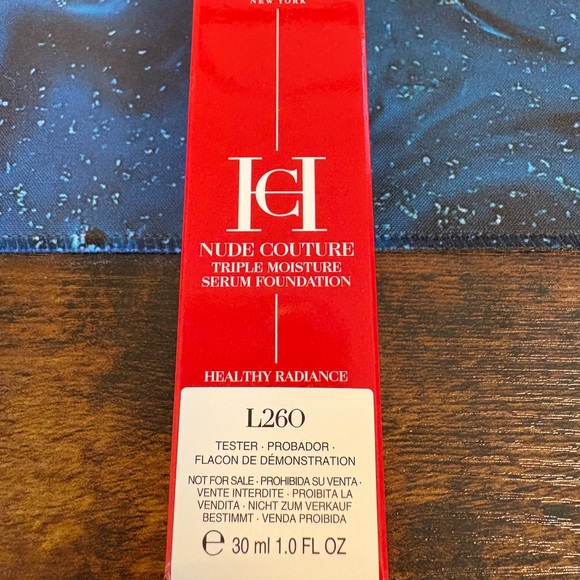 NEW YORK
CH
NUDE COUTURE
TRIPLE MOISTURE
SERUM FOUNDATION
HEALTHY RADIANCE
L260
TESTER · PROBADOR ·
FLACON DE DÉMONSTRATION
NOT FOR SALE · PROHIBIDA SU VENTA ·
VENTE INTERDITE · PROIBITA LA
VENDITA · NICHT ZUM VERKAUF
BESTIMMT · VENDA PROIBIDA
℮ 30 ml 1.0 FL OZ